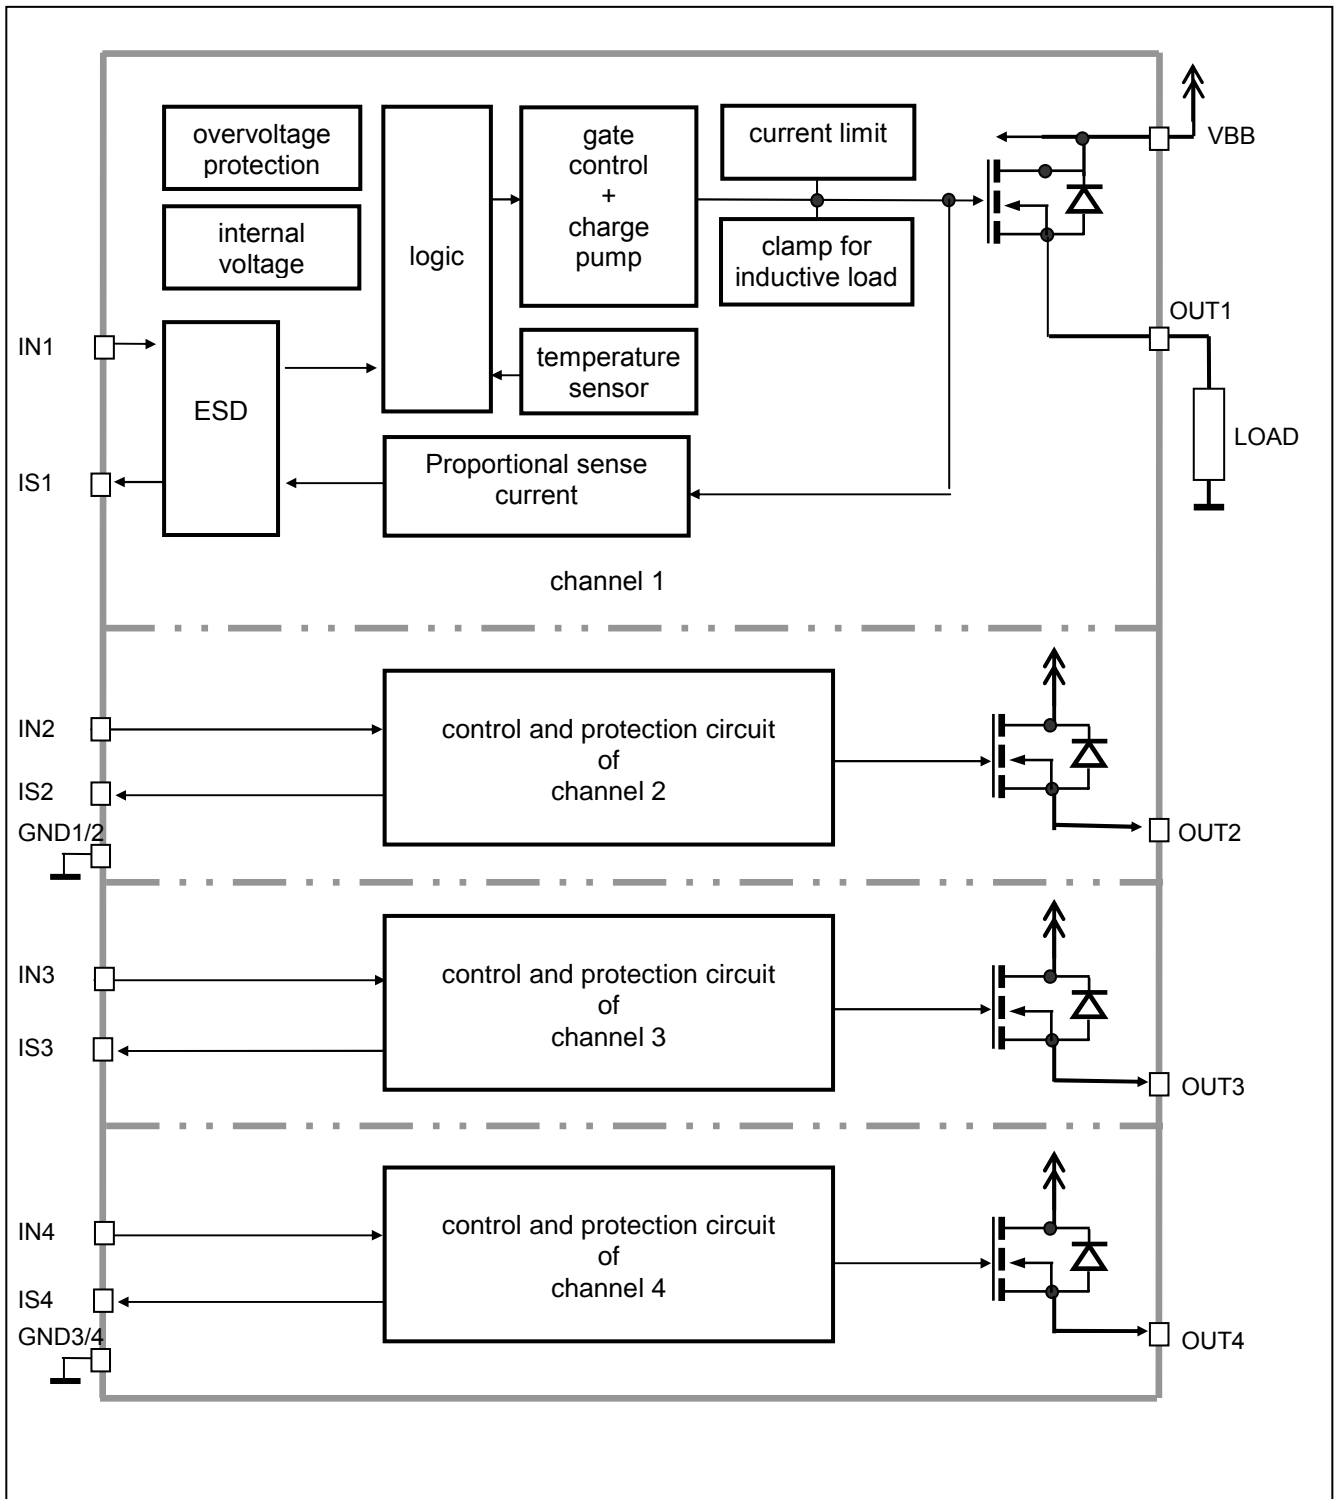 overvoltage
protection
internal
voltage
logic
gate
control
+
charge
pump
current limit
clamp for
inductive load
VBB
OUT1
IN1
ESD
temperature
sensor
LOAD
IS1
Proportional sense
current
channel 1
IN2
control and protection circuit
of
channel 2
IS2
GND1/2
OUT2
IN3
control and protection circuit
of
channel 3
IS3
OUT3
IN4
control and protection circuit
of
channel 4
IS4
GND3/4
OUT4